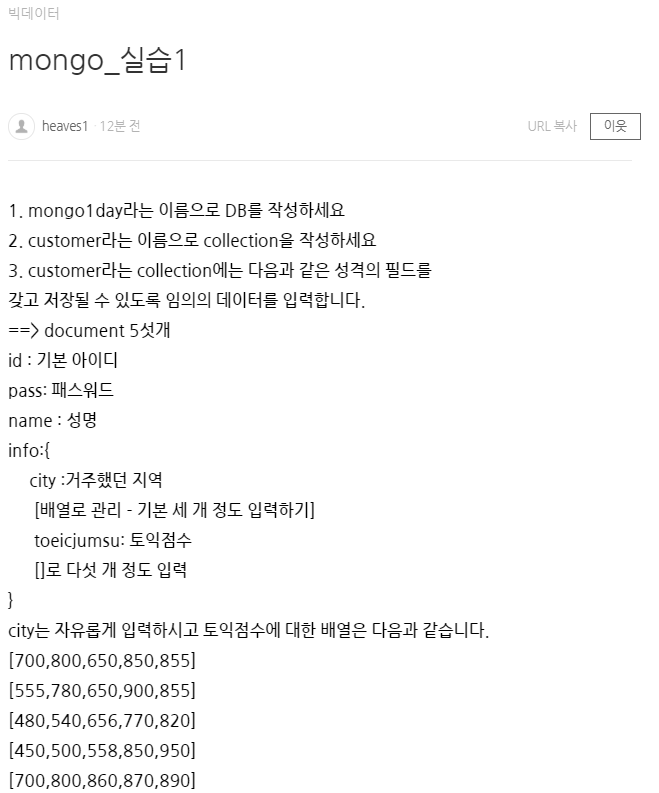 빅데이터
mongo_실습1
heaves1 · 12분 전
URL 복사
이웃
1. mongo1day라는 이름으로 DB를 작성하세요
2. customer라는 이름으로 collection을 작성하세요
3. customer라는 collection에는 다음과 같은 성격의 필드를
갖고 저장될 수 있도록 임의의 데이터를 입력합니다.
==> document 5섯개
id : 기본 아이디
pass: 패스워드
name : 성명
info:{
city :거주했던 지역
[배열로 관리 - 기본 세 개 정도 입력하기]
toeicjumsu: 토익점수
[]로 다섯 개 정도 입력
}
city는 자유롭게 입력하시고 토익점수에 대한 배열은 다음과 같습니다.
[700,800,650,850,855]
[555,780,650,900,855]
[480,540,656,770,820]
[450,500,558,850,950]
[700,800,860,870,890]